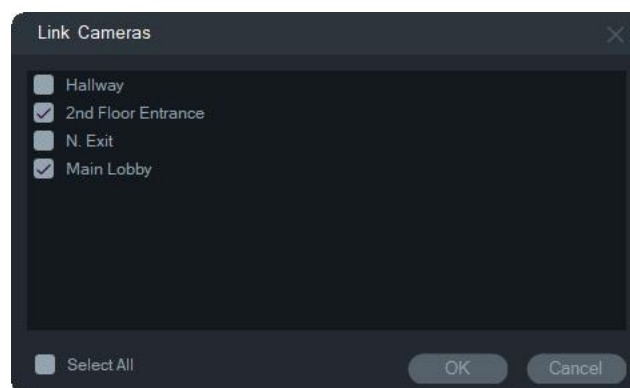 Link Cameras
Hallway
2nd Floor Entrance
N. Exit
Main Lobby
Select All
OK
Cancel